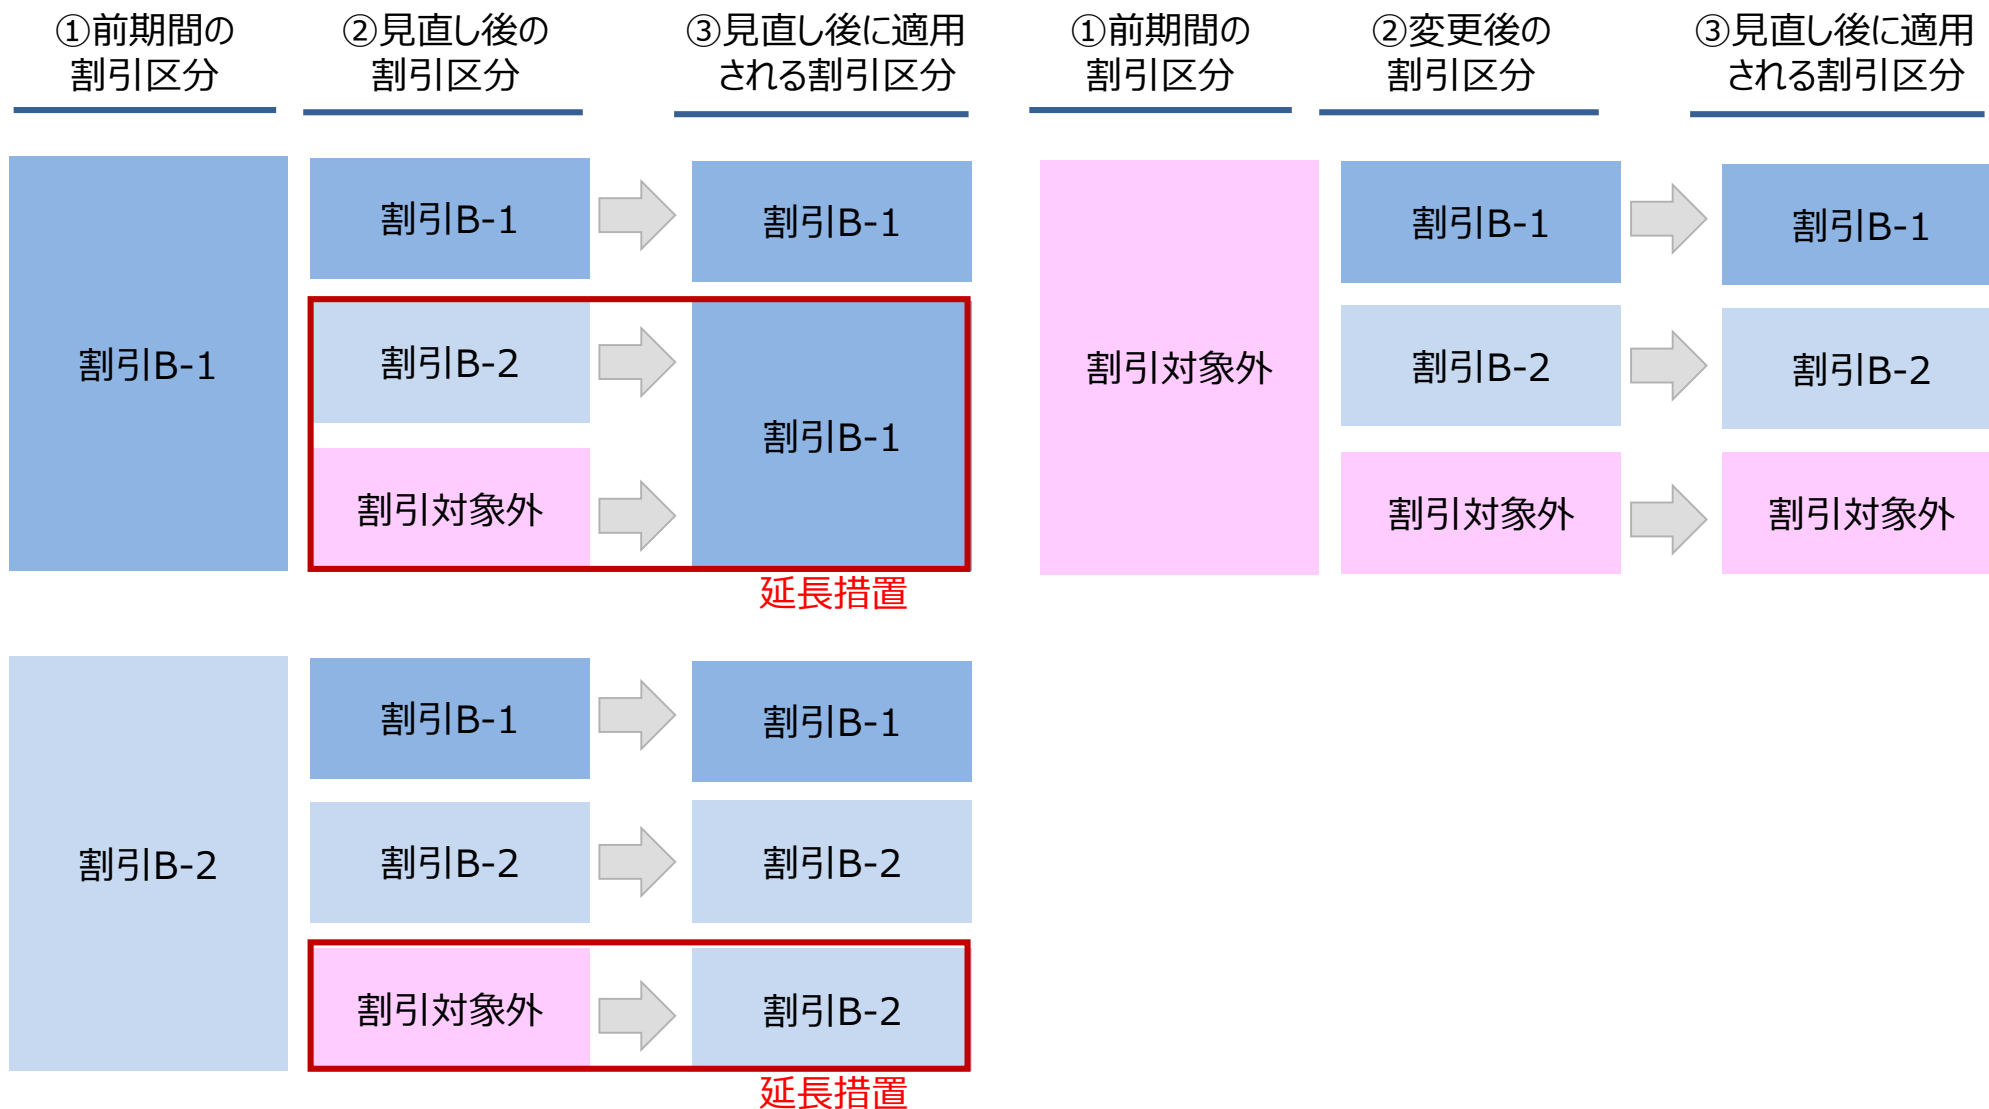 ①前期間の
割引区分
②見直し後の
割引区分
③見直し後に適用
される割引区分
割引B-1
割引B-1
割引B-1
割引B-2
割引B-1
割引対象外
延長措置
割引B-2
割引B-1
割引B-1
割引B-2
割引B-2
割引対象外
割引B-2
延長措置
①前期間の
割引区分
②変更後の
割引区分
③見直し後に適用
される割引区分
割引対象外
割引B-1
割引B-1
割引B-2
割引B-2
割引対象外
割引対象外